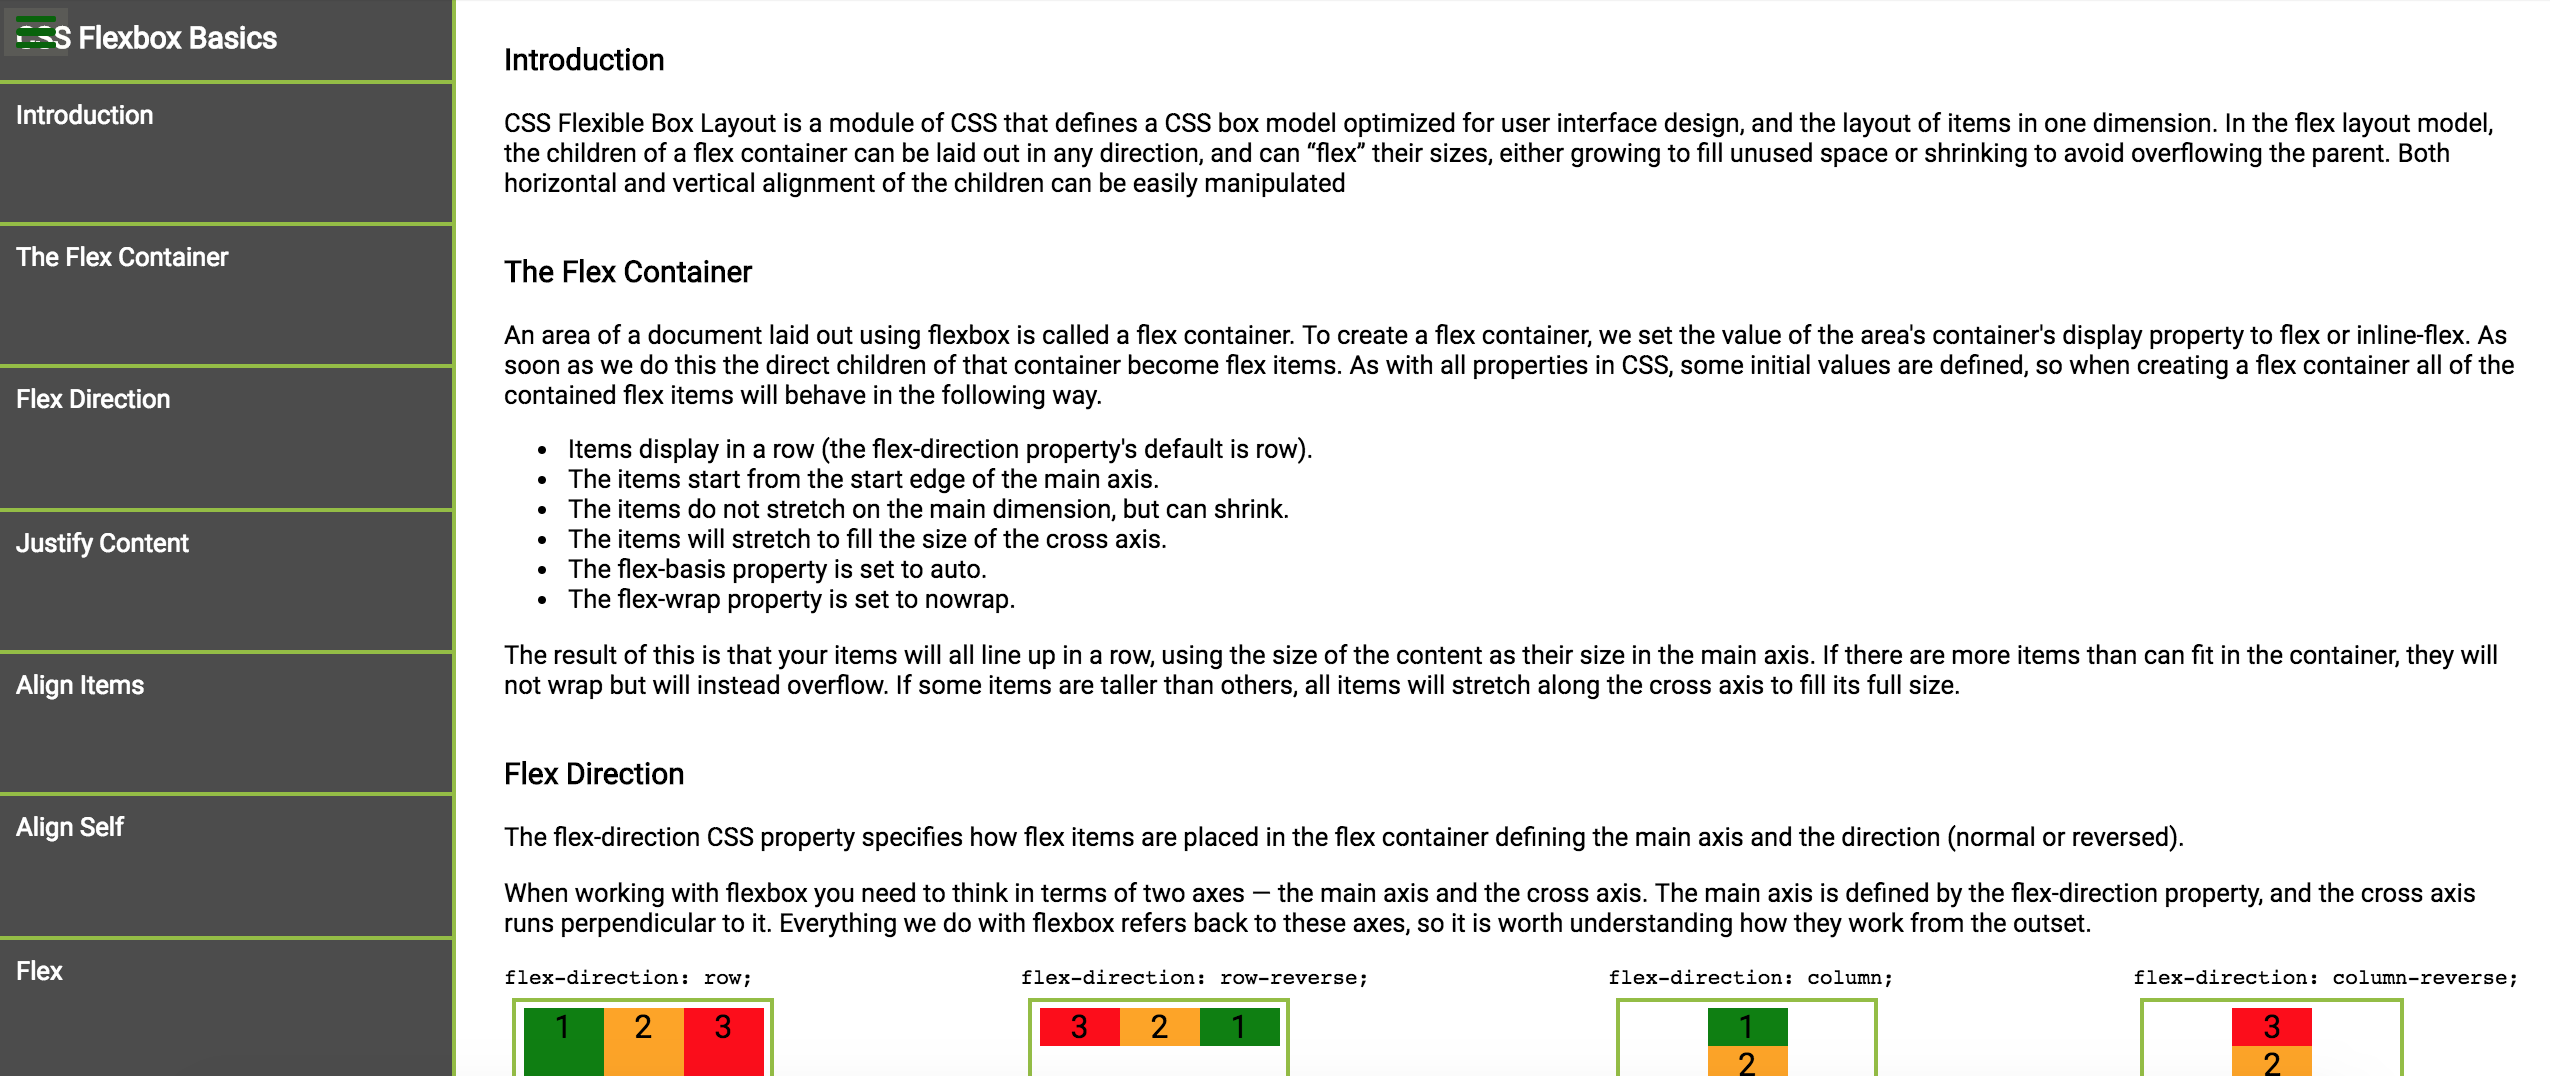 CSS Flexbox Basics
Introduction
The Flex Container
Flex Direction
Justify Content
Align Items
Align Self
Flex
Introduction
CSS Flexible Box Layout is a module of CSS that defines a CSS box model optimized for user interface design, and the layout of items in one dimension. In the flex layout model,
the children of a flex container can be laid out in any direction, and can “flex” their sizes, either growing to fill unused space or shrinking to avoid overflowing the parent. Both
horizontal and vertical alignment of the children can be easily manipulated
The Flex Container
An area of a document laid out using flexbox is called a flex container. To create a flex container, we set the value of the area's container's display property to flex or inline-flex. As
soon as we do this the direct children of that container become flex items. As with all properties in CSS, some initial values are defined, so when creating a flex container all of the
contained flex items will behave in the following way.
• Items display in a row (the flex-direction property's default is row).
• The items start from the start edge of the main axis.
• The items do not stretch on the main dimension, but can shrink.
• The items will stretch to fill the size of the cross axis.
• The flex-basis property is set to auto.
• The flex-wrap property is set to nowrap.
The result of this is that your items will all line up in a row, using the size of the content as their size in the main axis. If there are more items than can fit in the container, they will
not wrap but will instead overflow. If some items are taller than others, all items will stretch along the cross axis to fill its full size.
Flex Direction
The flex-direction CSS property specifies how flex items are placed in the flex container defining the main axis and the direction (normal or reversed).
When working with flexbox you need to think in terms of two axes — the main axis and the cross axis. The main axis is defined by the flex-direction property, and the cross axis
runs perpendicular to it. Everything we do with flexbox refers back to these axes, so it is worth understanding how they work from the outset.
flex-direction: row;
1 2 3
flex-direction: row-reverse;
3 2 1
flex-direction: column;
1
2
flex-direction: column-reverse;
3
2